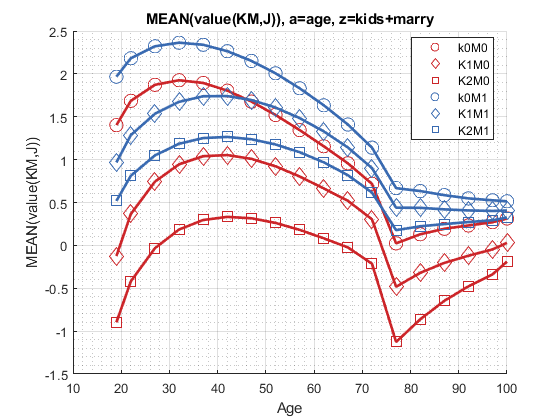 MEAN(value(KM,J)), a=age, z=kids+marry
MEAN(value(KM,J))
2.5
2
1.5
1
0.5
0
-0.5
-1
-1.5
k0M0
K1M0
K2M0
k0M1
K1M1
K2M1
10 20 30 40 50 60 70 80 90 100
Age